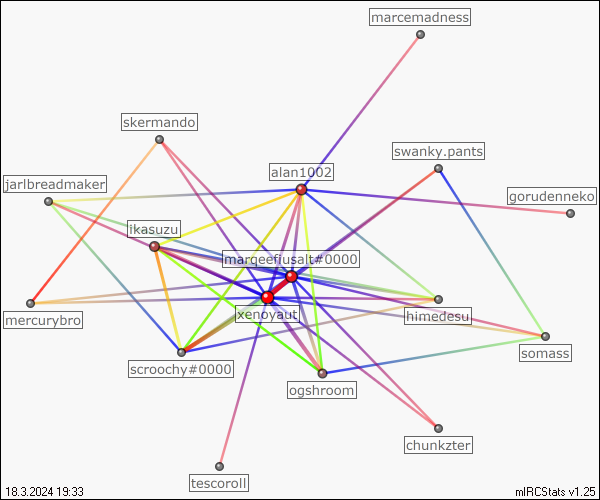 marcemadness
skermando
swanky.pants
alan1002
jarlbreadmaker
gorudenneko
ikasuzu
margeefiusalt#0000
xenoyaut
mercurybro
himedesu
somass
scroochy#0000
ogshroom
chunkzter
tescoroll
18.3.2024 19:33
mIRCStats v1.25